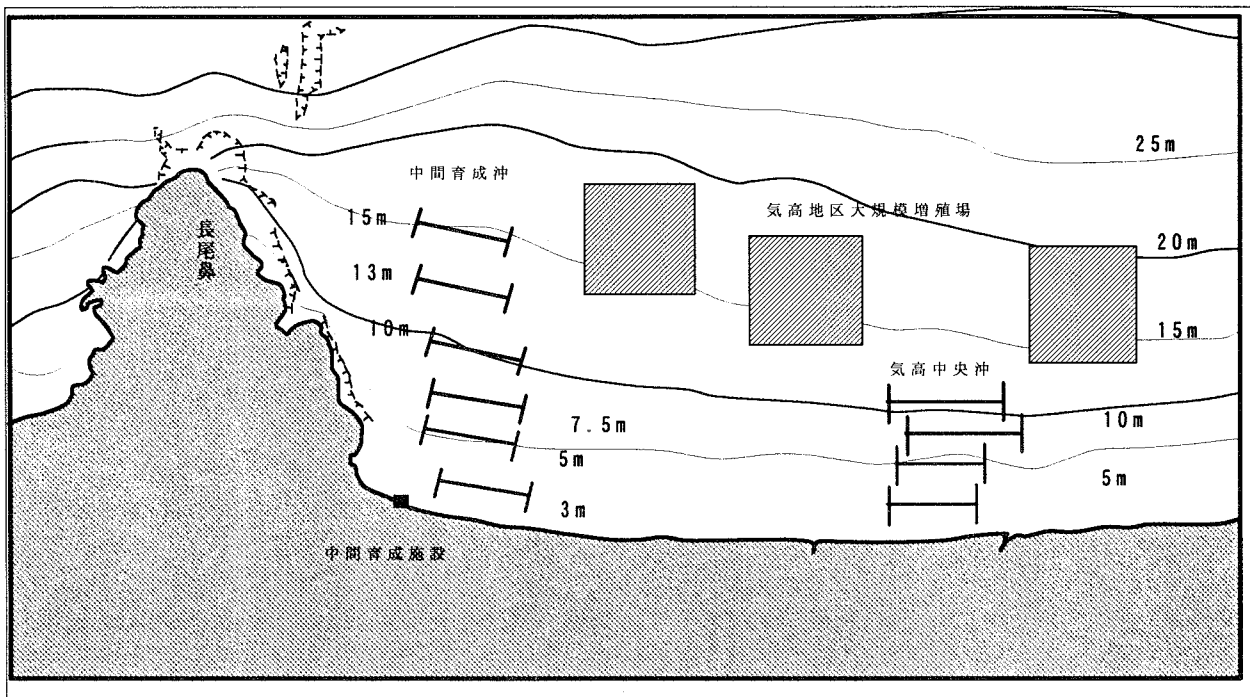 25m
中間育成沖
15m
気高地区大規模増殖場
長尾鼻
20m
13m
10m
15m
気高中央沖
7.5m
10m
5m
5m
3m
中間育成施設